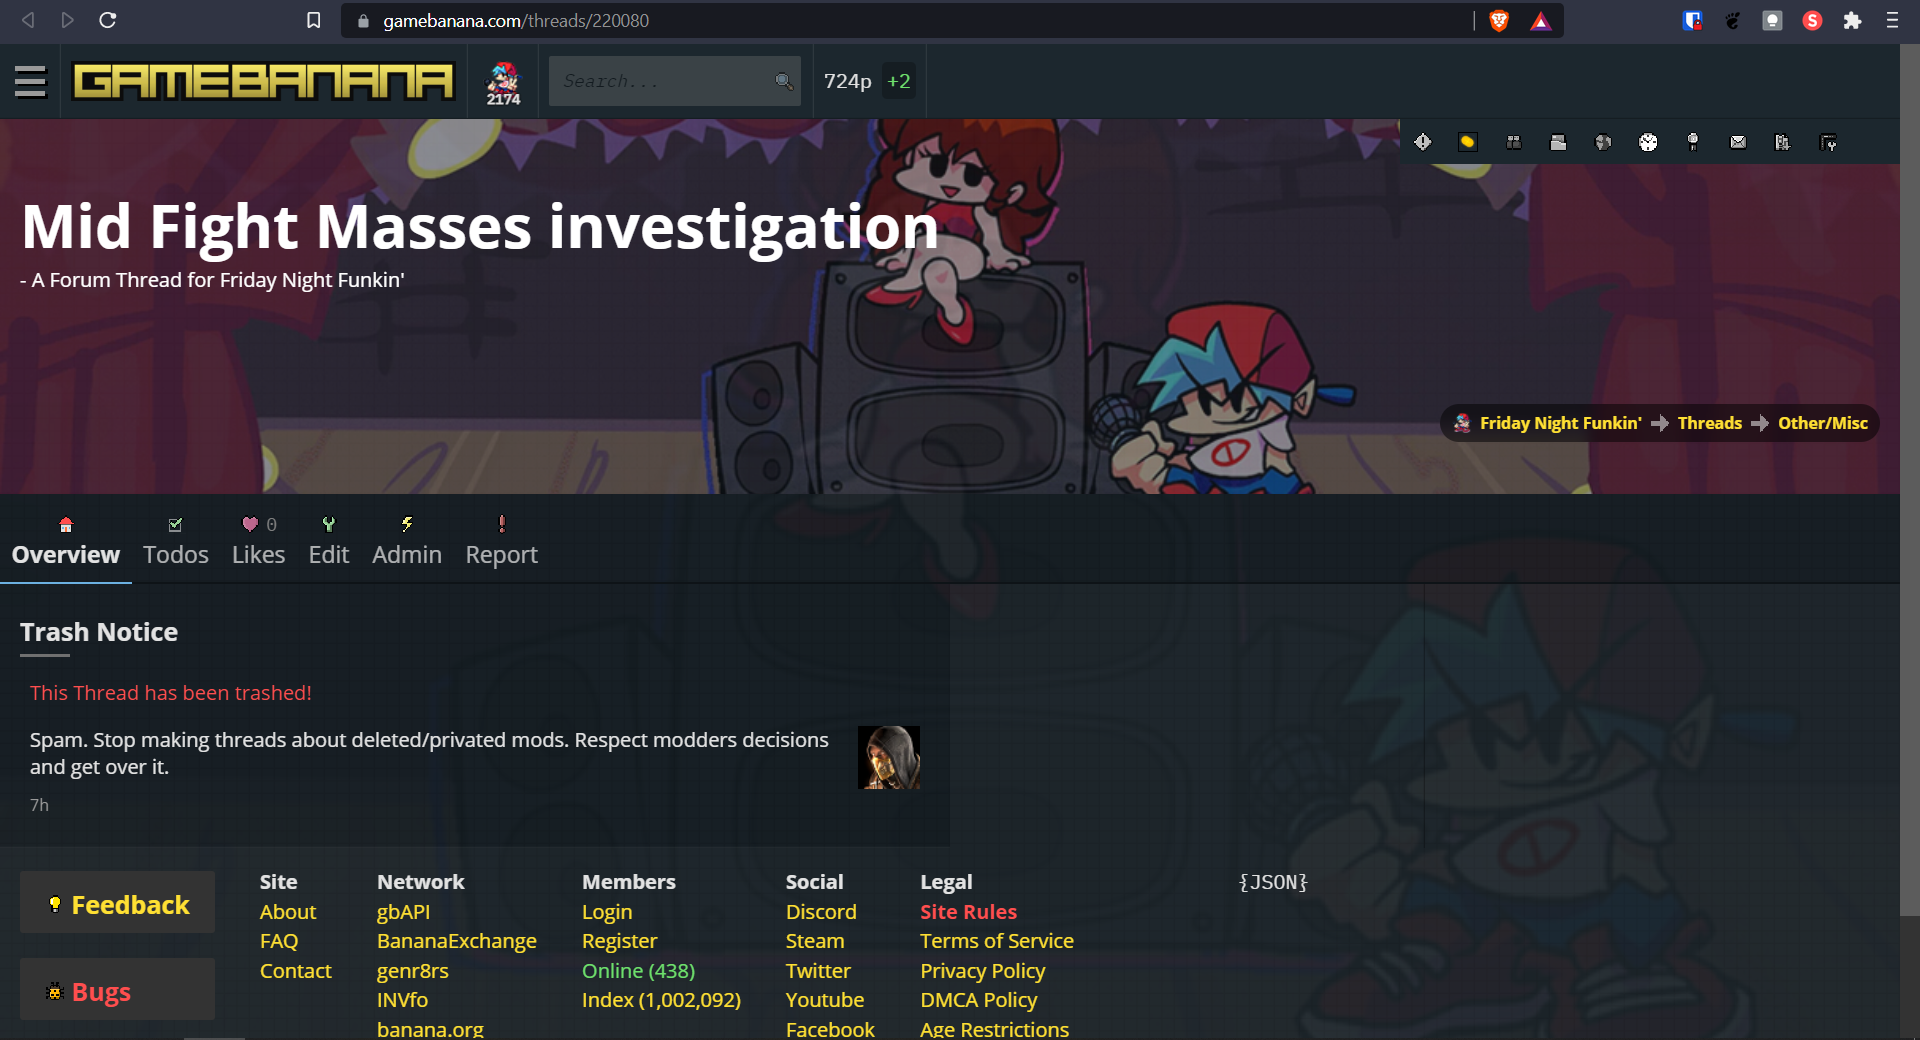 gamebanana.com/threads/220080
S
GAMEBANANA
2174
Search...
724p +2
Mid Fight Masses investigation
- A Forum Thread for Friday Night Funkin'
Friday Night Funkin' Threads Other/Misc
0
Overview Todos Likes Edit Admin Report
Trash Notice
This Thread has been trashed!
Spam. Stop making threads about deleted/privated mods. Respect modders decisions
and get over it.
7h
Feedback
Bugs
Site
About
FAQ
Contact
Network
gbAPI
BananaExchange
genr8rs
INVfo
banana.org
Members
Login
Register
Online (438)
Index (1,002,092)
Social
Discord
Steam
Twitter
Youtube
Facebook
Legal
Site Rules
Terms of Service
Privacy Policy
DMCA Policy
Age Restrictions
{JSON}